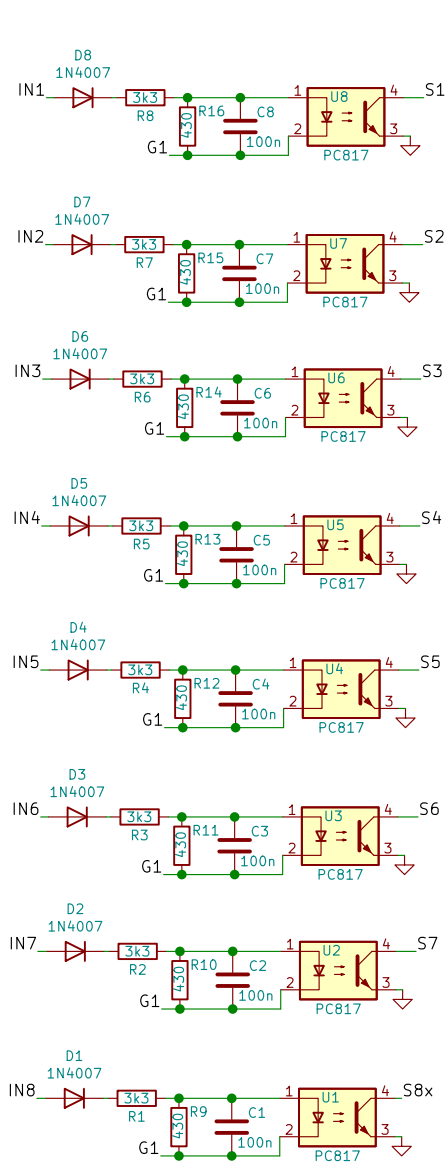 D8
1N4007
IN1 3k3 R8 430 R16 C8 100n G1 1 2 U8 PC817 4 3 S1
D7
1N4007
IN2 3k3 R7 430 R15 C7 100n G1 1 2 U7 PC817 4 3 S2
D6
1N4007
IN3 3k3 R6 430 R14 C6 100n G1 1 2 U6 PC817 4 3 S3
D5
1N4007
IN4 3k3 R5 430 R13 C5 100n G1 1 2 U5 PC817 4 3 S4
D4
1N4007
IN5 3k3 R4 430 R12 C4 100n G1 1 2 U4 PC817 4 3 S5
D3
1N4007
IN6 3k3 R3 430 R11 C3 100n G1 1 2 U3 PC817 4 3 S6
D2
1N4007
IN7 3k3 R2 430 R10 C2 100n G1 1 2 U2 PC817 4 3 S7
D1
1N4007
IN8 3k3 R1 430 R9 C1 100n G1 1 2 U1 PC817 4 3 S8x